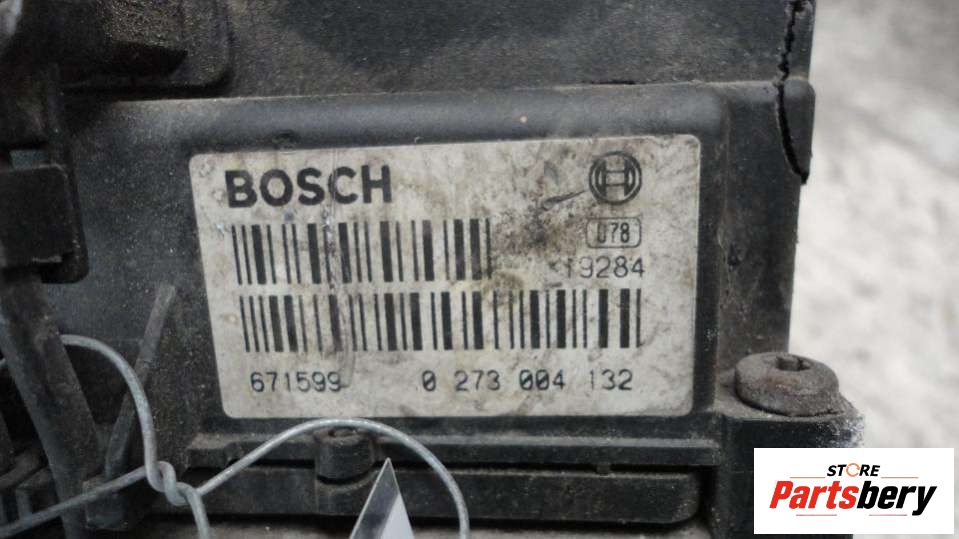 BOSCH
078
19284
671599 0 273 004 132
STORE
Partsbery